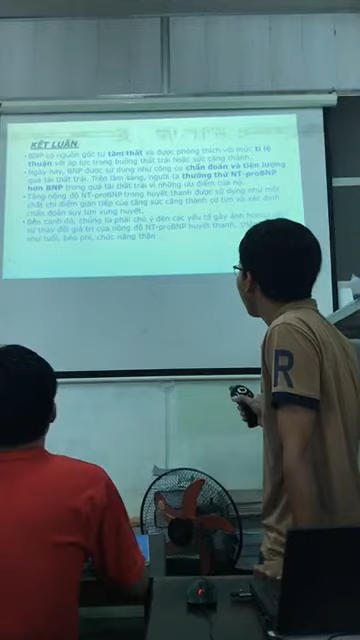 KẾT LUẬN
• BNP có nguồn gốc từ tâm thất và được phóng thích với mức tỉ lệ
thuận với áp lực trong buồng thất trái hoặc sức căng thành.
• Ngày nay, BNP được sử dụng như công cụ chẩn đoán và tiên lượng
quá tải thất trái. Trên lâm sàng, người ta thường thử NT-proBNP
hơn BNP trong quá tải thất trái vì những ưu điểm của nó.
• Tăng nồng độ NT-proBNP trong huyết thanh được sử dụng như một
chất chỉ điểm gián tiếp của tăng sức căng thành cơ tim và xác định
chẩn đoán suy tim xung huyết.
• Bên cạnh đó, chúng ta phải chú ý đến các yếu tố gây ảnh
sự thay đổi giá trị của nồng độ NT-proBNP huyết thanh,
như tuổi, béo phì, chức năng thận
R